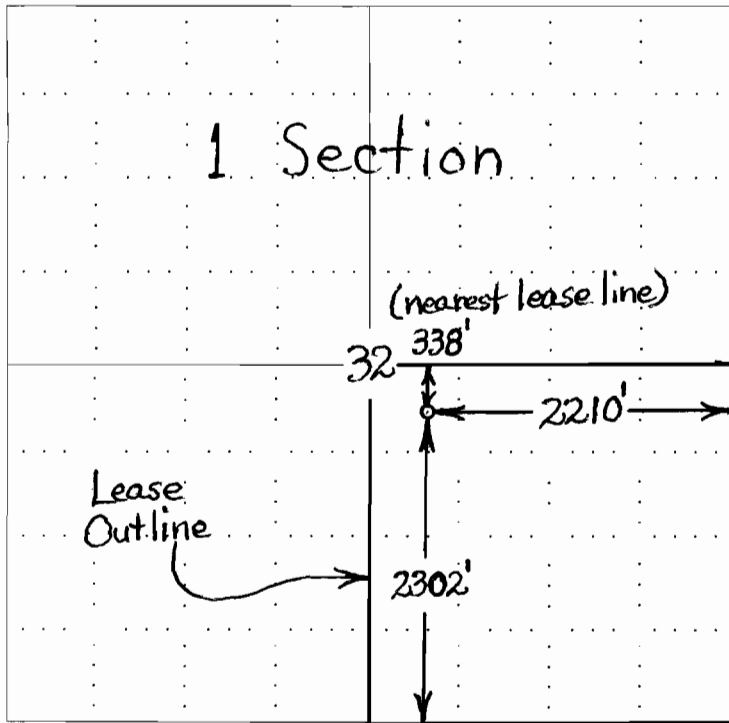 1 Section
(nearest lease line)
338'
32
2210'
Lease
Outline
2302'